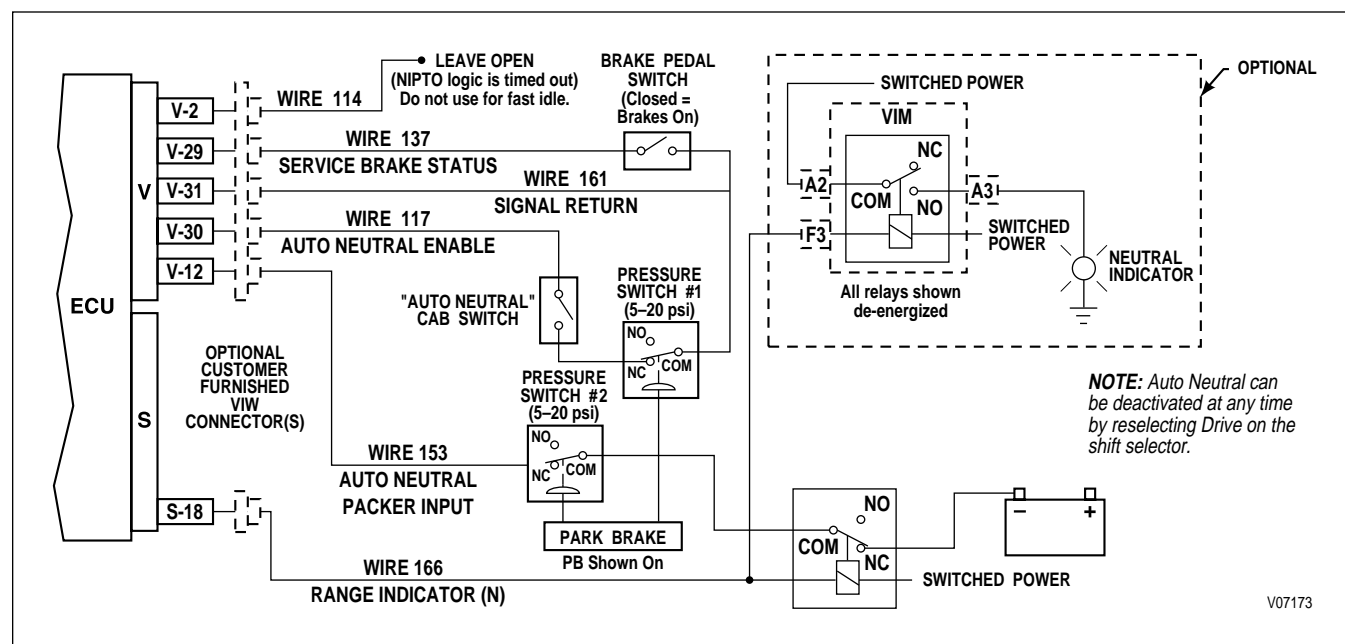 ECU
V
S
V-2
V-29
V-31
V-30
V-12
S-18
WIRE 114
LEAVE OPEN
(NIPTO logic is timed out)
Do not use for fast idle.
BRAKE PEDAL
SWITCH
(Closed =
Brakes On)
WIRE 137
SERVICE BRAKE STATUS
WIRE 161
SIGNAL RETURN
WIRE 117
AUTO NEUTRAL ENABLE
"AUTO NEUTRAL"
CAB SWITCH
PRESSURE
SWITCH #1
(5–20 psi)
NO
NC
COM
OPTIONAL
CUSTOMER
FURNISHED
VIW
CONNECTOR(S)
PRESSURE
SWITCH #2
(5–20 psi)
NO
NC
COM
WIRE 153
AUTO NEUTRAL
PACKER INPUT
PARK BRAKE
PB Shown On
WIRE 166
RANGE INDICATOR (N)
OPTIONAL
SWITCHED POWER
VIM
NC
COM
NO
A2
A3
F3
SWITCHED
POWER
NEUTRAL
INDICATOR
All relays shown
de-energized
NOTE: Auto Neutral can
be deactivated at any time
by reselecting Drive on the
shift selector.
NO
COM
NC
SWITCHED POWER
– +
V07173